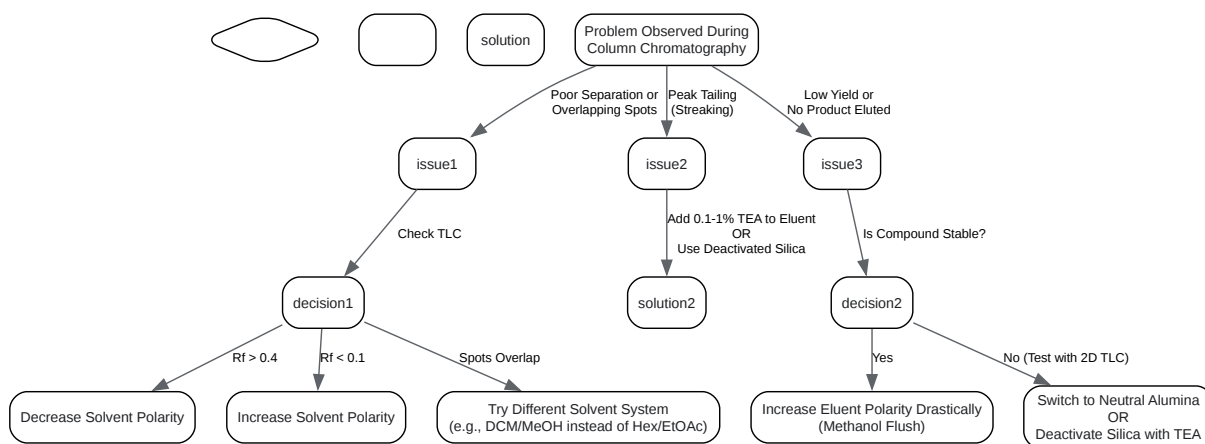 solution
Problem Observed During
Column Chromatography
Poor Separation or
Overlapping Spots
Peak Tailing
(Streaking)
Low Yield or
No Product Eluted
issue1
issue2
issue3
Check TLC
Add 0.1-1% TEA to Eluent
OR
Use Deactivated Silica
Is Compound Stable?
decision1
solution2
decision2
Rf > 0.4
Rf < 0.1
Spots Overlap
Yes
No (Test with 2D TLC)
Decrease Solvent Polarity
Increase Solvent Polarity
Try Different Solvent System
(e.g., DCM/MeOH instead of Hex/EtOAc)
Increase Eluent Polarity Drastically
(Methanol Flush)
Switch to Neutral Alumina
OR
Deactivate Silica with TEA